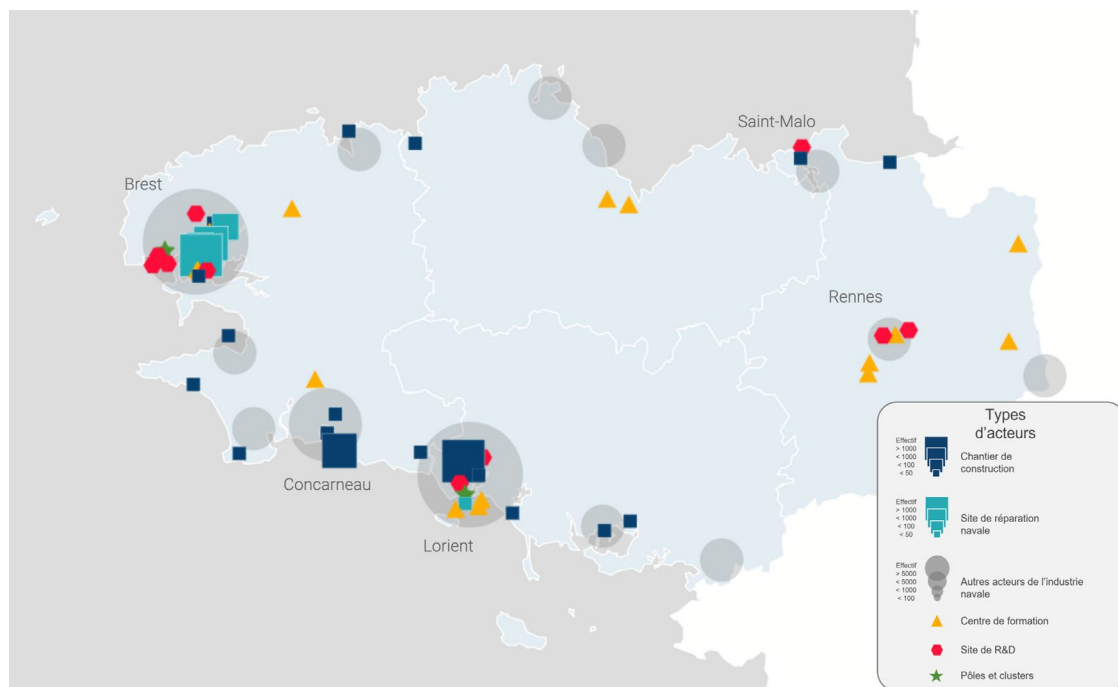 Saint-Malo
Brest
Rennes
Concarneau
Lorient
Types
d'acteurs
Effectif
> 1000
< 1000
< 100
< 50
Chantier de
construction
Effectif
> 1000
< 1000
< 100
< 50
Site de réparation
navale
Effectif
> 5000
< 5000
< 1000
< 100
Autres acteurs de l'industrie
navale
Centre de formation
Site de R&D
Pôles et clusters